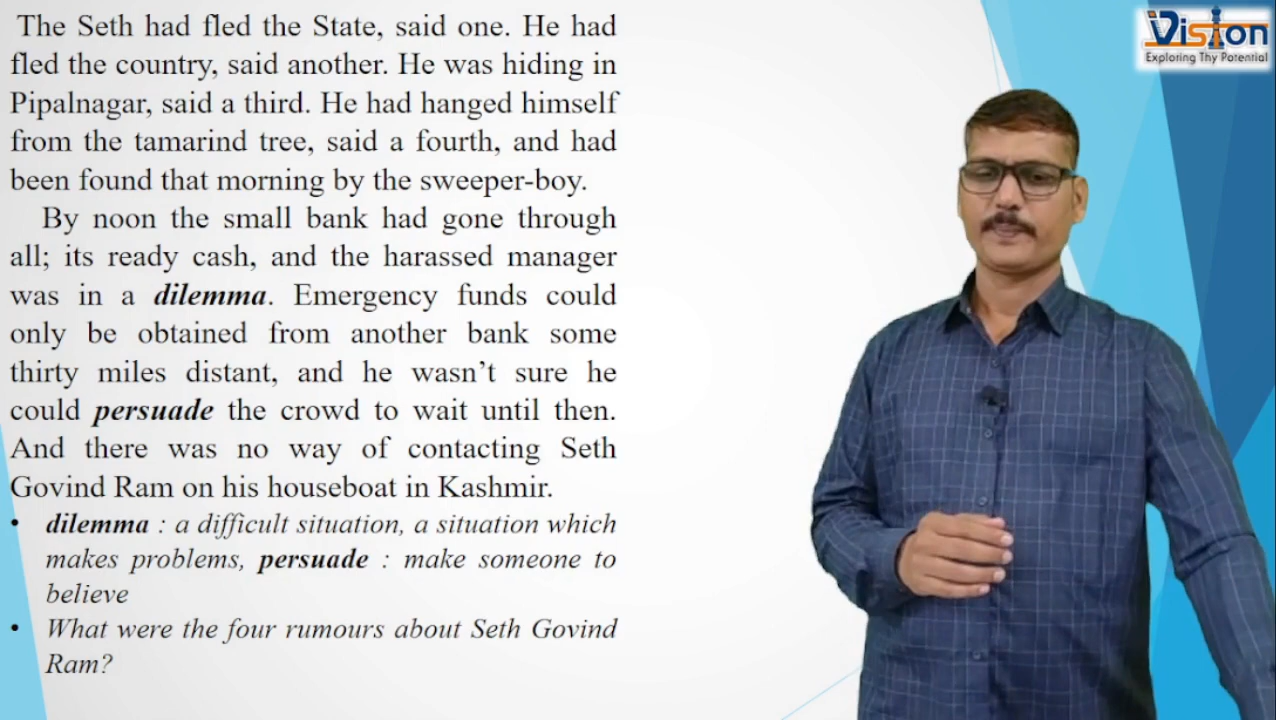 The Seth had fled the State, said one. He had
fled the country, said another. He was hiding in
Pipalnagar, said a third. He had hanged himself
from the tamarind tree, said a fourth, and had
been found that morning by the sweeper-boy.
By noon the small bank had gone through
all; its ready cash, and the harassed manager
was in a dilemma. Emergency funds could
only be obtained from another bank some
thirty miles distant, and he wasn't sure he
could persuade the crowd to wait until then.
And there was no way of contacting Seth
Govind Ram on his houseboat in Kashmir.
• dilemma : a difficult situation, a situation which
makes problems, persuade : make someone to
believe
• What were the four rumours about Seth Govind
Ram?
Vision
Exploring Thy Potential